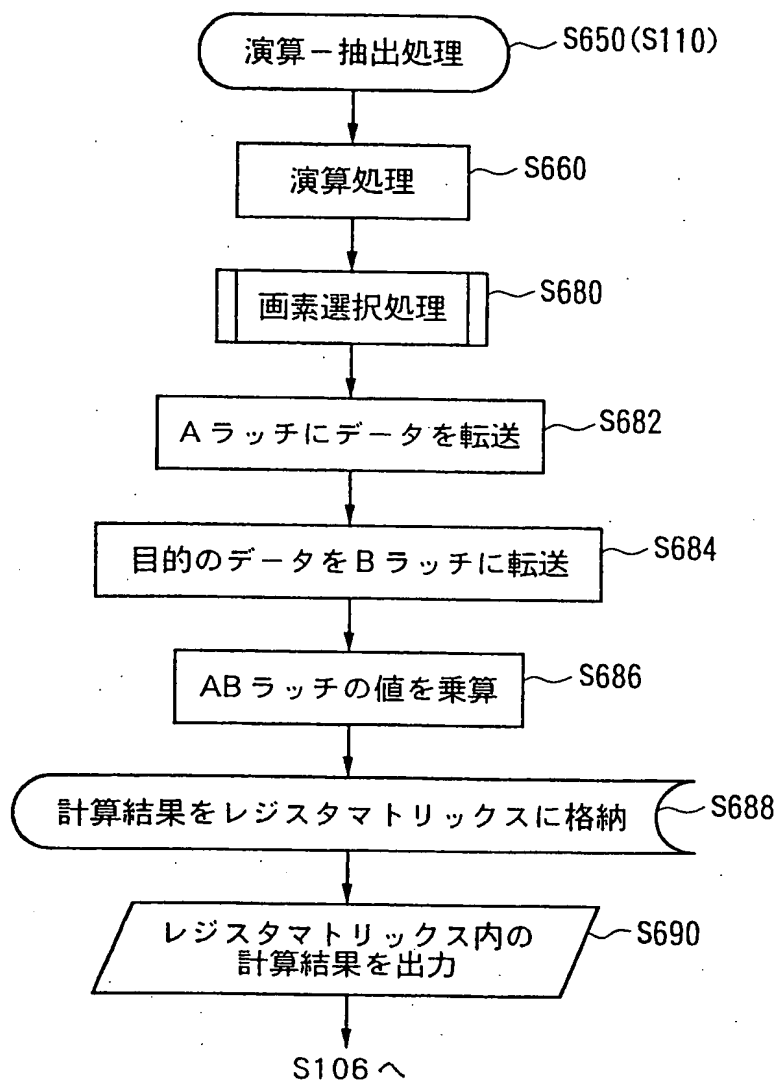 演算－抽出処理
S650(S110)
演算処理
S660
画素選択処理
S680
Aラッチにデータを転送
S682
目的のデータをBラッチに転送
S684
ABラッチの値を乗算
S686
計算結果をレジスタマトリックスに格納
S688
レジスタマトリックス内の
計算結果を出力
S690
S106へ